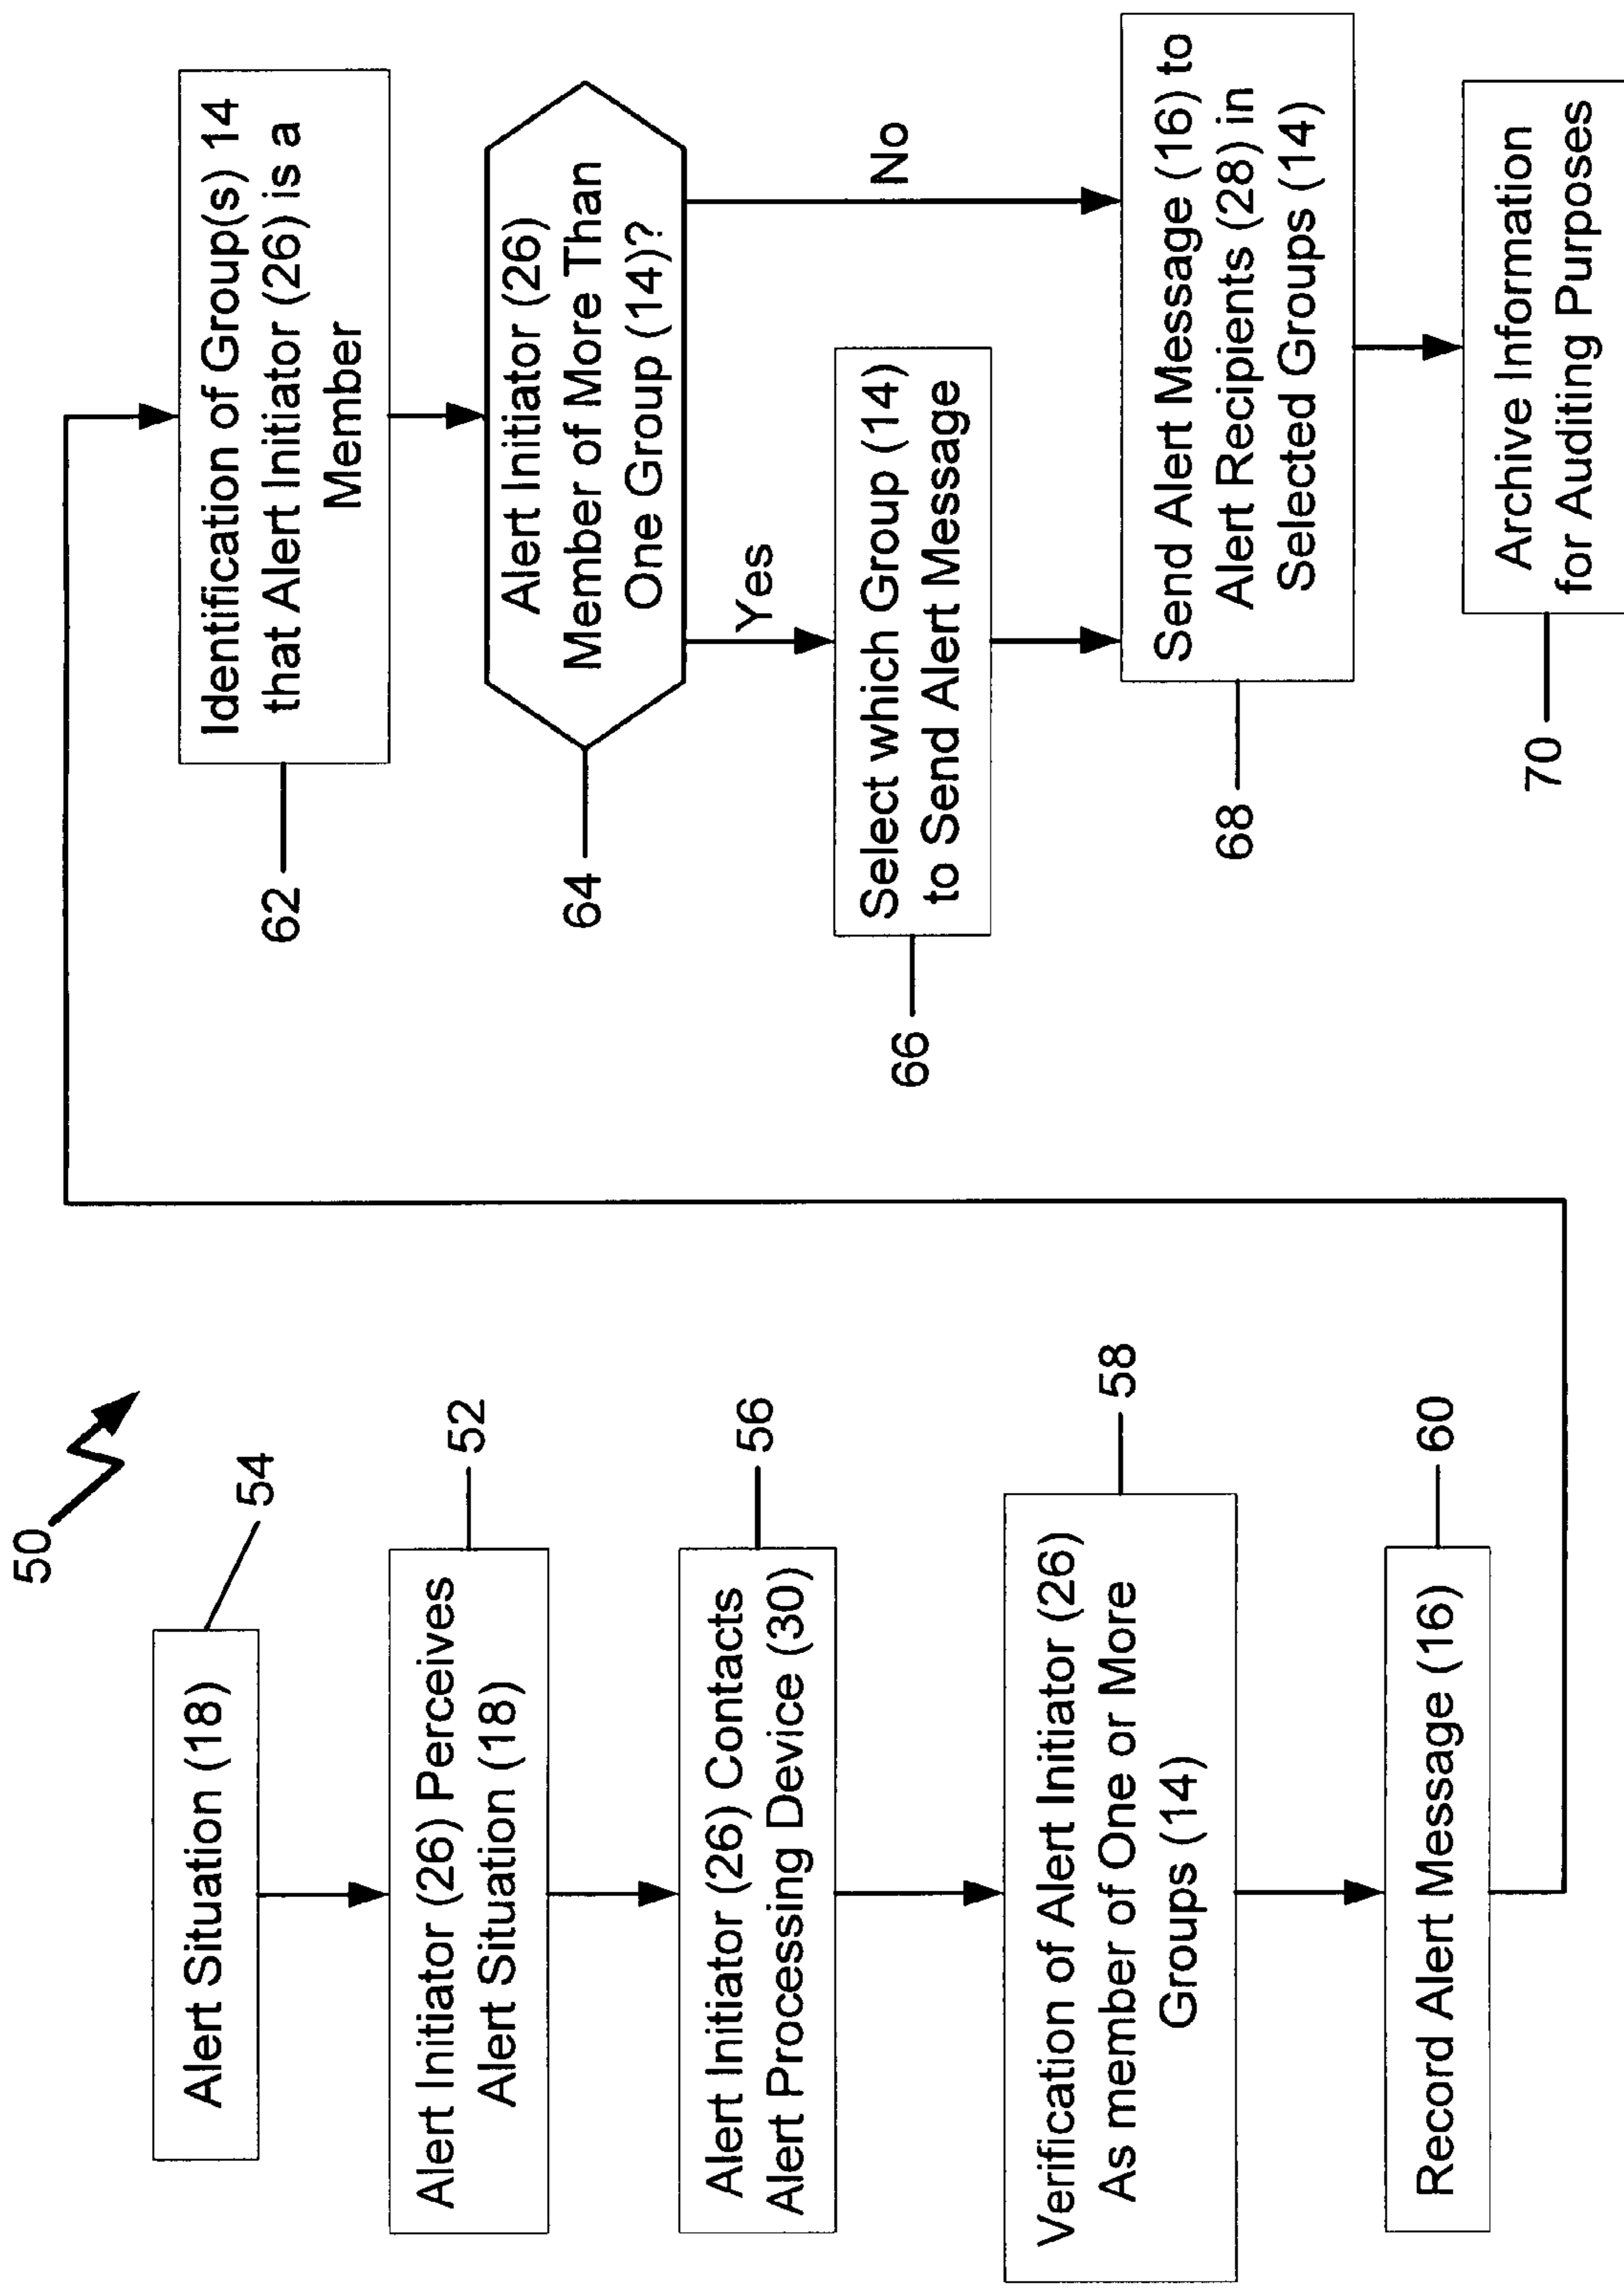 50
54
Alert Situation (18)
52
Alert Initiator (26) Perceives
Alert Situation (18)
56
Alert Initiator (26) Contacts
Alert Processing Device (30)
58
Verification of Alert Initiator (26)
As member of One or More
Groups (14)
60
Record Alert Message (16)
62
Identification of Group(s) 14
that Alert Initiator (26) is a
Member
64
Alert Initiator (26)
Member of More Than
One Group (14)?
Yes
No
66
Select which Group (14)
to Send Alert Message
68
Send Alert Message (16) to
Alert Recipients (28) in
Selected Groups (14)
70
Archive Information
for Auditing Purposes